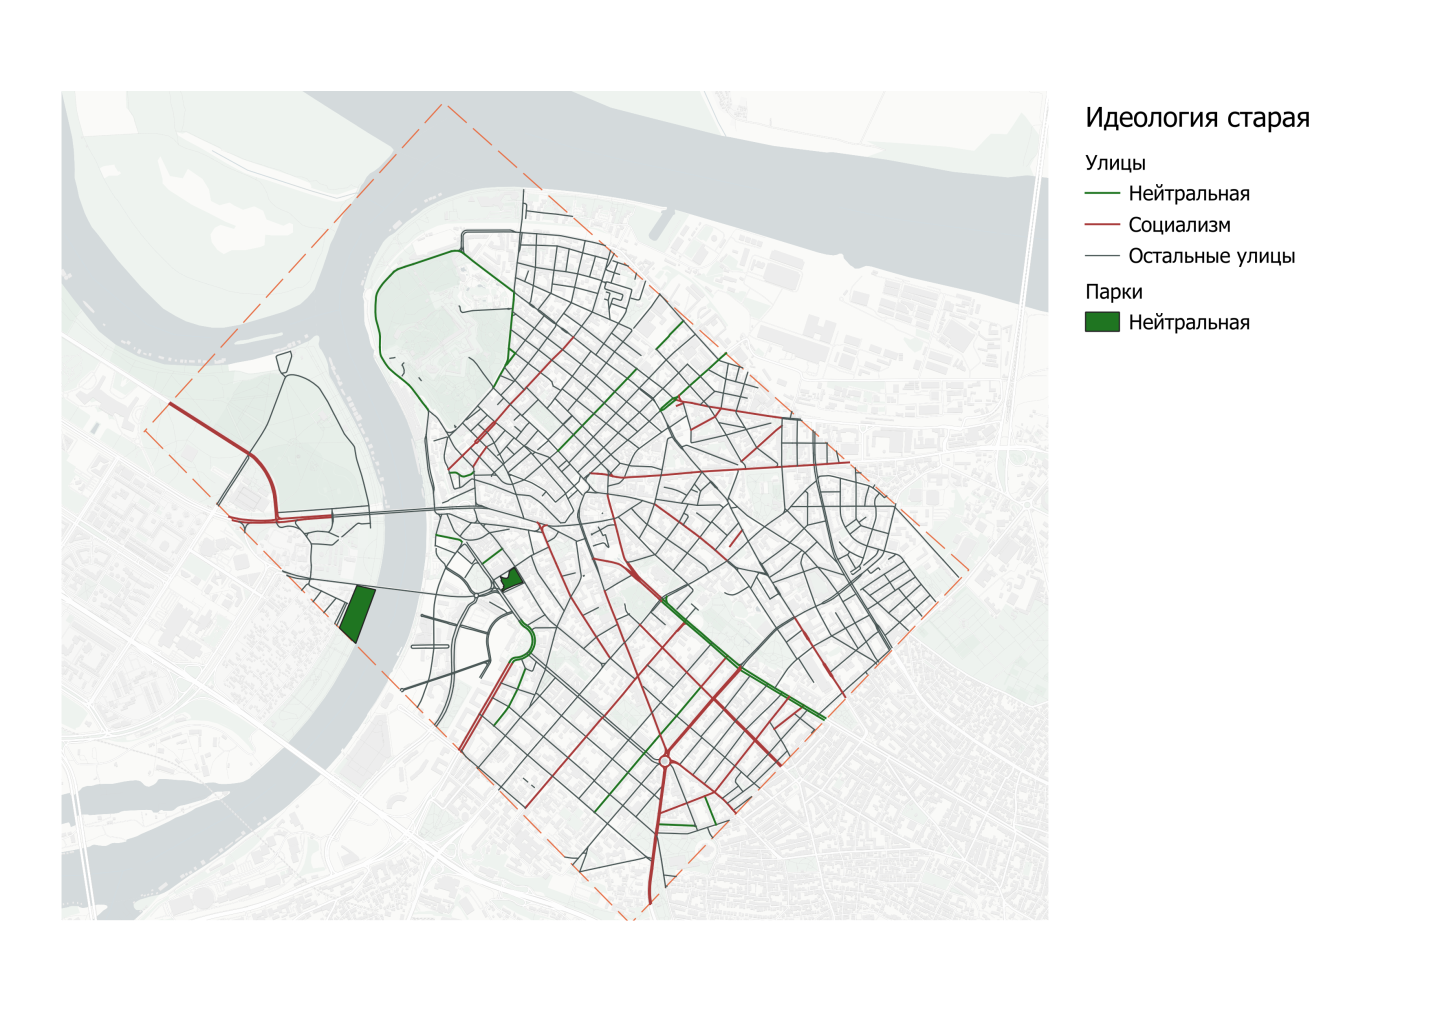 Идеология старая
Улицы
Нейтральная
Социализм
Остальные улицы
Парки
Нейтральная